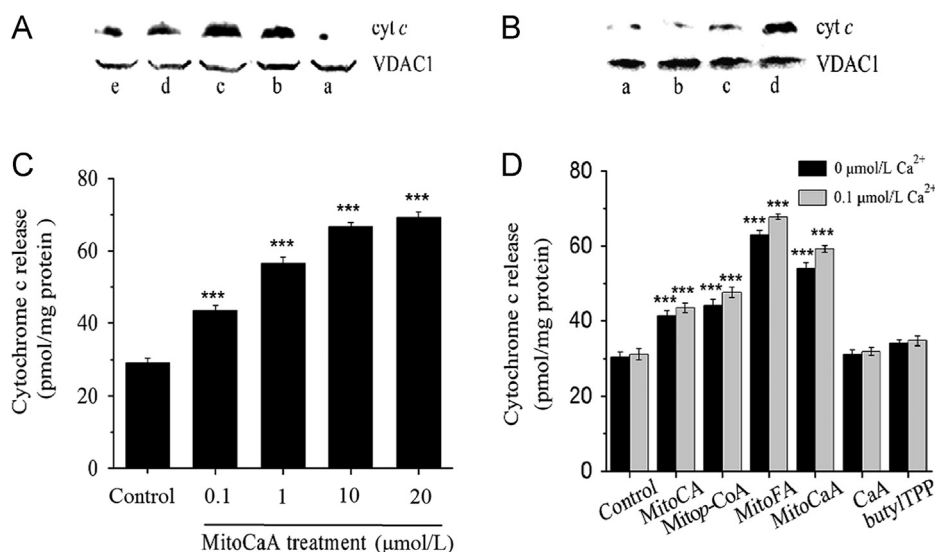 A
cyt c
VDAC1
e d c b a
B
cyt c
VDAC1
a b c d
C
Cytochrome c release
(pmol/mg protein )
80
60
40
20
0
***
***
***
***
Control 0.1 1 10 20
MitoCaA treatment (μmol/L)
D
Cytochrome c release
(pmol/mg protein)
80
60
40
20
0
0 μmol/L Ca²⁺
0.1 μmol/L Ca²⁺
*** ***
*** ***
*** ***
*** ***
Control
MitoCA
Mitop-CoA
MitoFA
MitoCaA
CaA
butylTPP